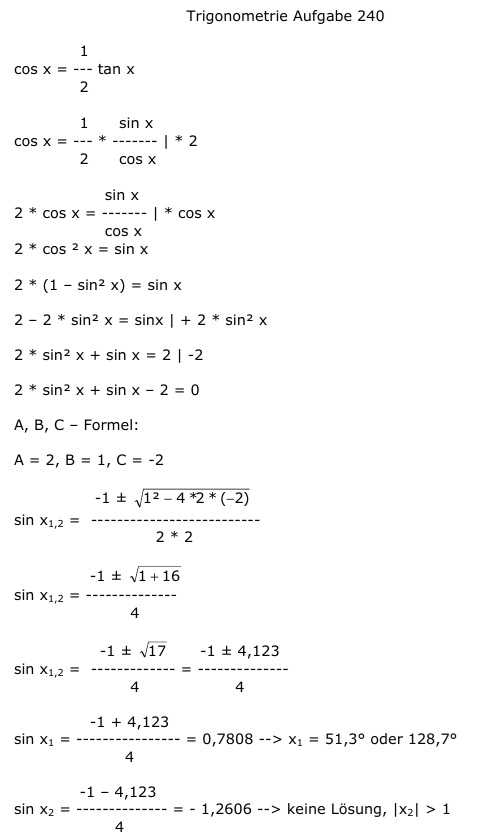 Trigonometrie Aufgabe 240
1
cos x = --- tan x
2
1 sin x
cos x = --- * ------- | * 2
2 cos x
sin x
2 * cos x = ------- | * cos x
cos x
2 * cos ² x = sin x
2 * (1 – sin² x) = sin x
2 – 2 * sin² x = sinx | + 2 * sin² x
2 * sin² x + sin x = 2 | -2
2 * sin² x + sin x – 2 = 0
A, B, C – Formel:
A = 2, B = 1, C = -2
-1 ± √1² – 4 *2 * (–2)
sin x1,2 = --------------------------
2 * 2
-1 ± √1 + 16
sin x1,2 = --------------
4
-1 ± √17 -1 ± 4,123
sin x1,2 = ------------- = --------------
4 4
-1 + 4,123
sin x1 = ---------------- = 0,7808 --> x1 = 51,3° oder 128,7°
4
-1 – 4,123
sin x2 = -------------- = - 1,2606 --> keine Lösung, |x2| > 1
4